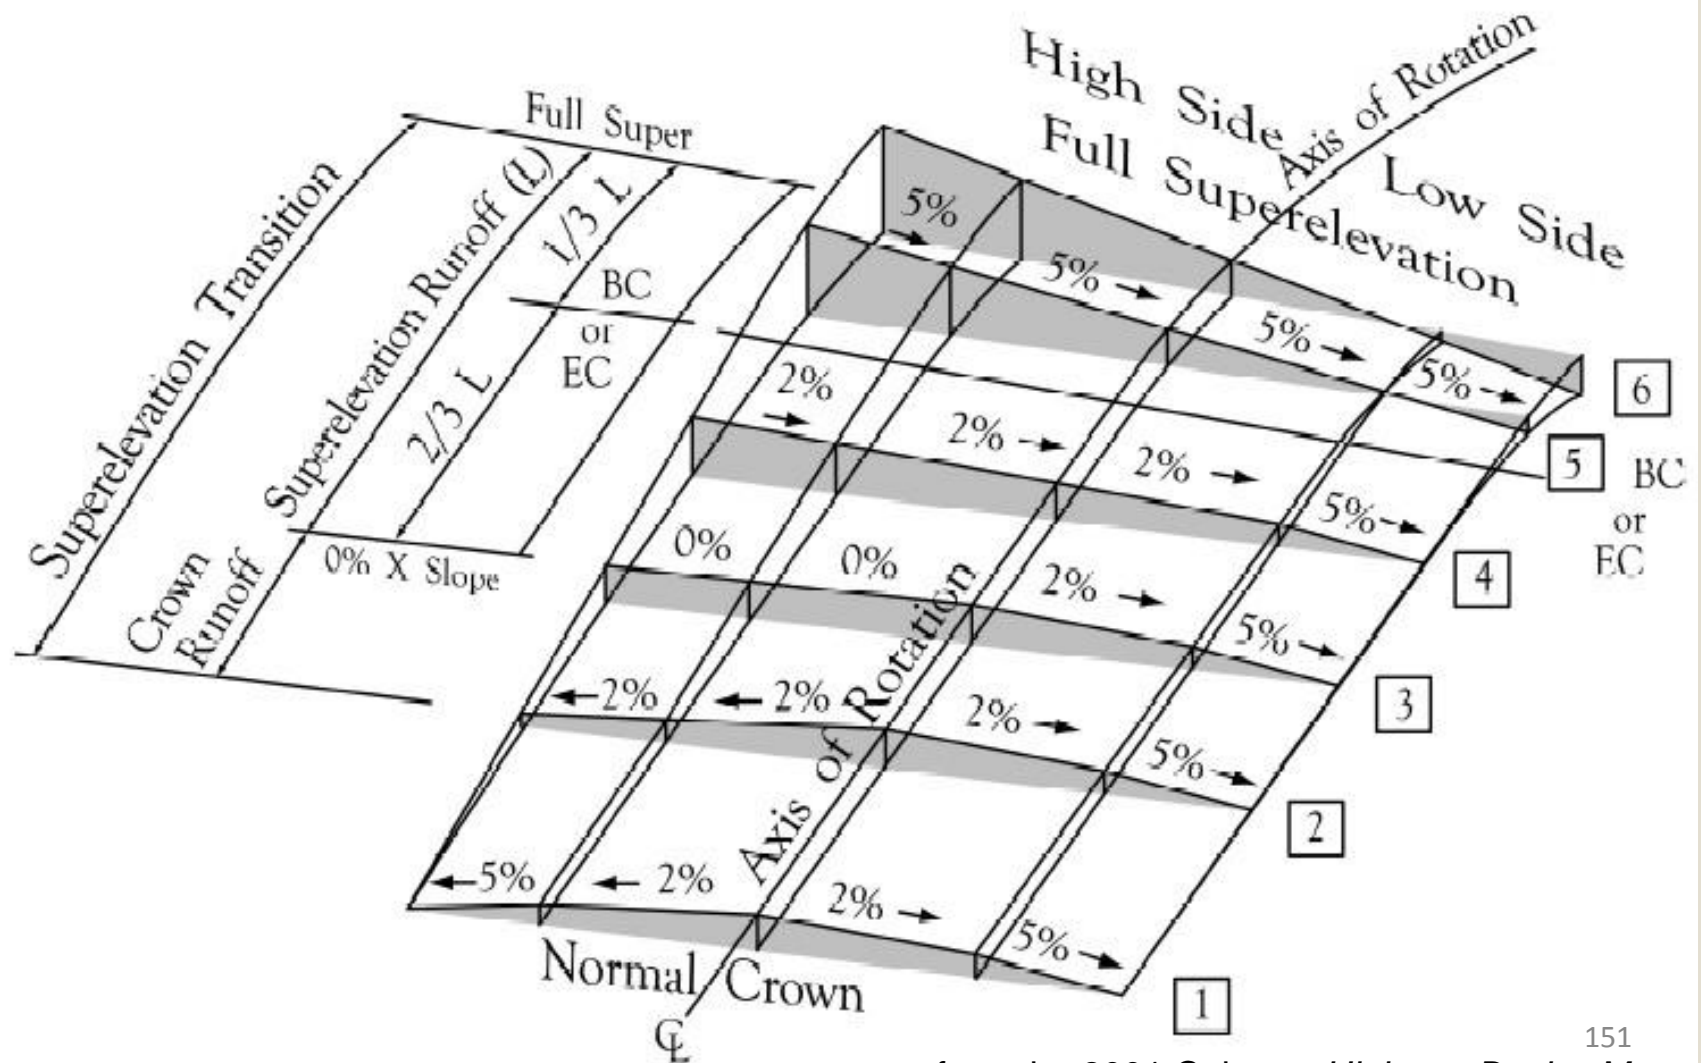 High Side
Axis of Rotation
Low Side
Full Superelevation
Full Super
Superelevation Transition
Superelevation Runoff (L)
1/3 L
BC
or
EC
2/3 L
0% X Slope
Crown
Runoff
5%
5%
5%
5%
6
5
BC
or
EC
2%
2%
2%
5%
4
0%
0%
2%
5%
3
2%
2%
2%
5%
2
Axis of Rotation
5%
2%
2%
5%
1
Normal Crown
℄
151